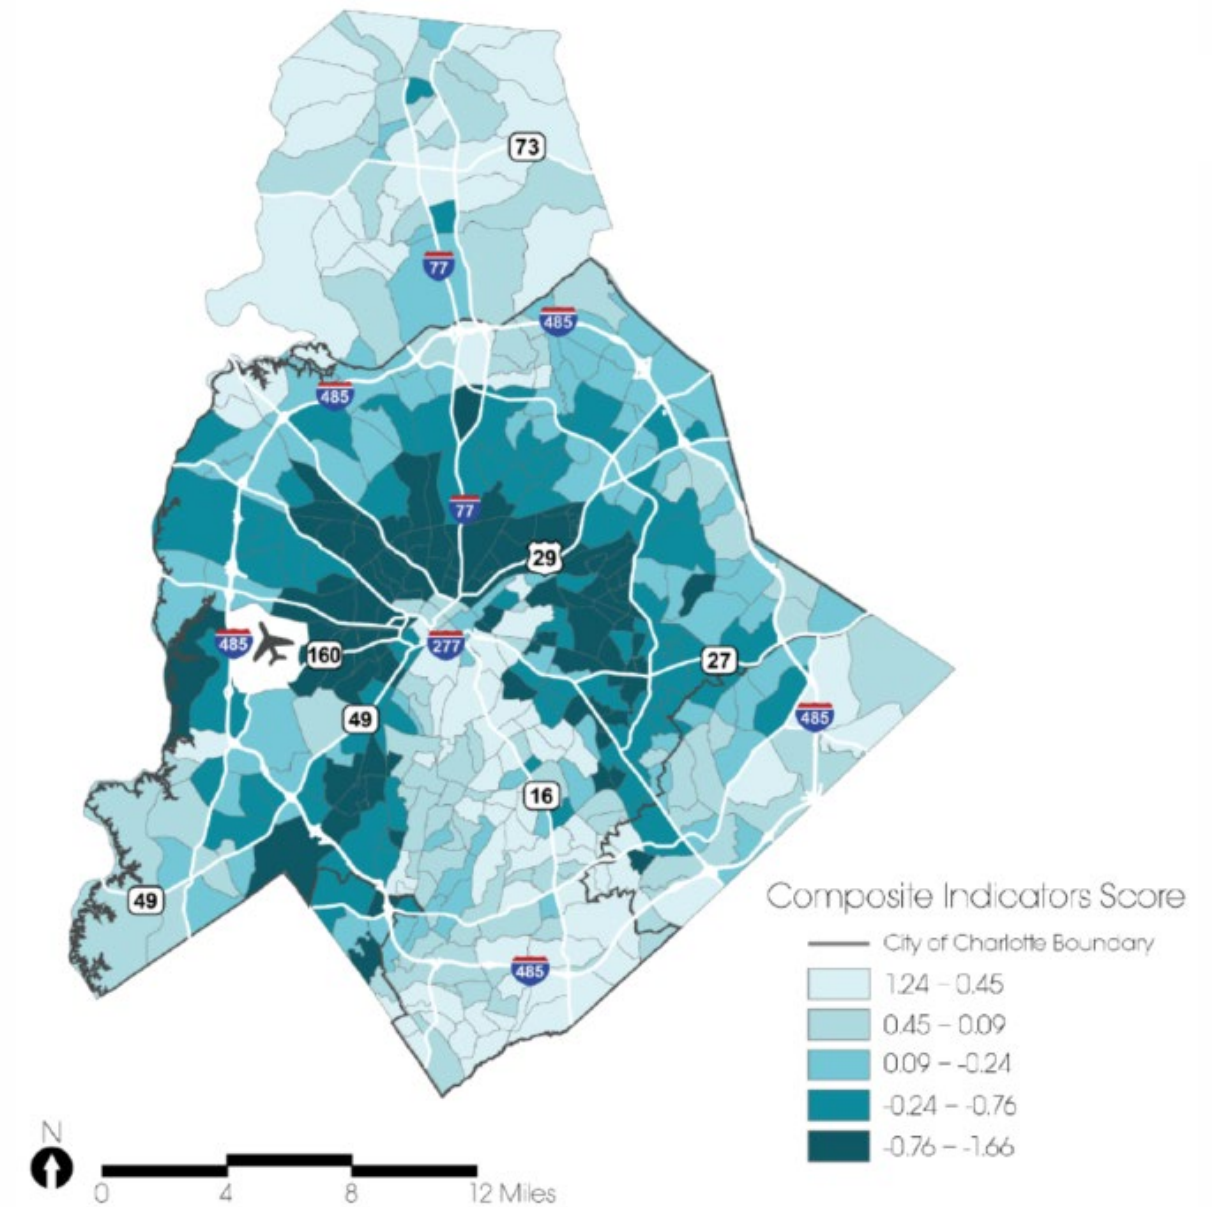 73
77
485
485
77
29
485
160
277
27
49
485
16
49
485
Composite Indicators Score
City of Charlotte Boundary
1.24 – 0.45
0.45 – 0.09
0.09 – -0.24
-0.24 – -0.76
-0.76 – -1.66
N
0 4 8 12 Miles